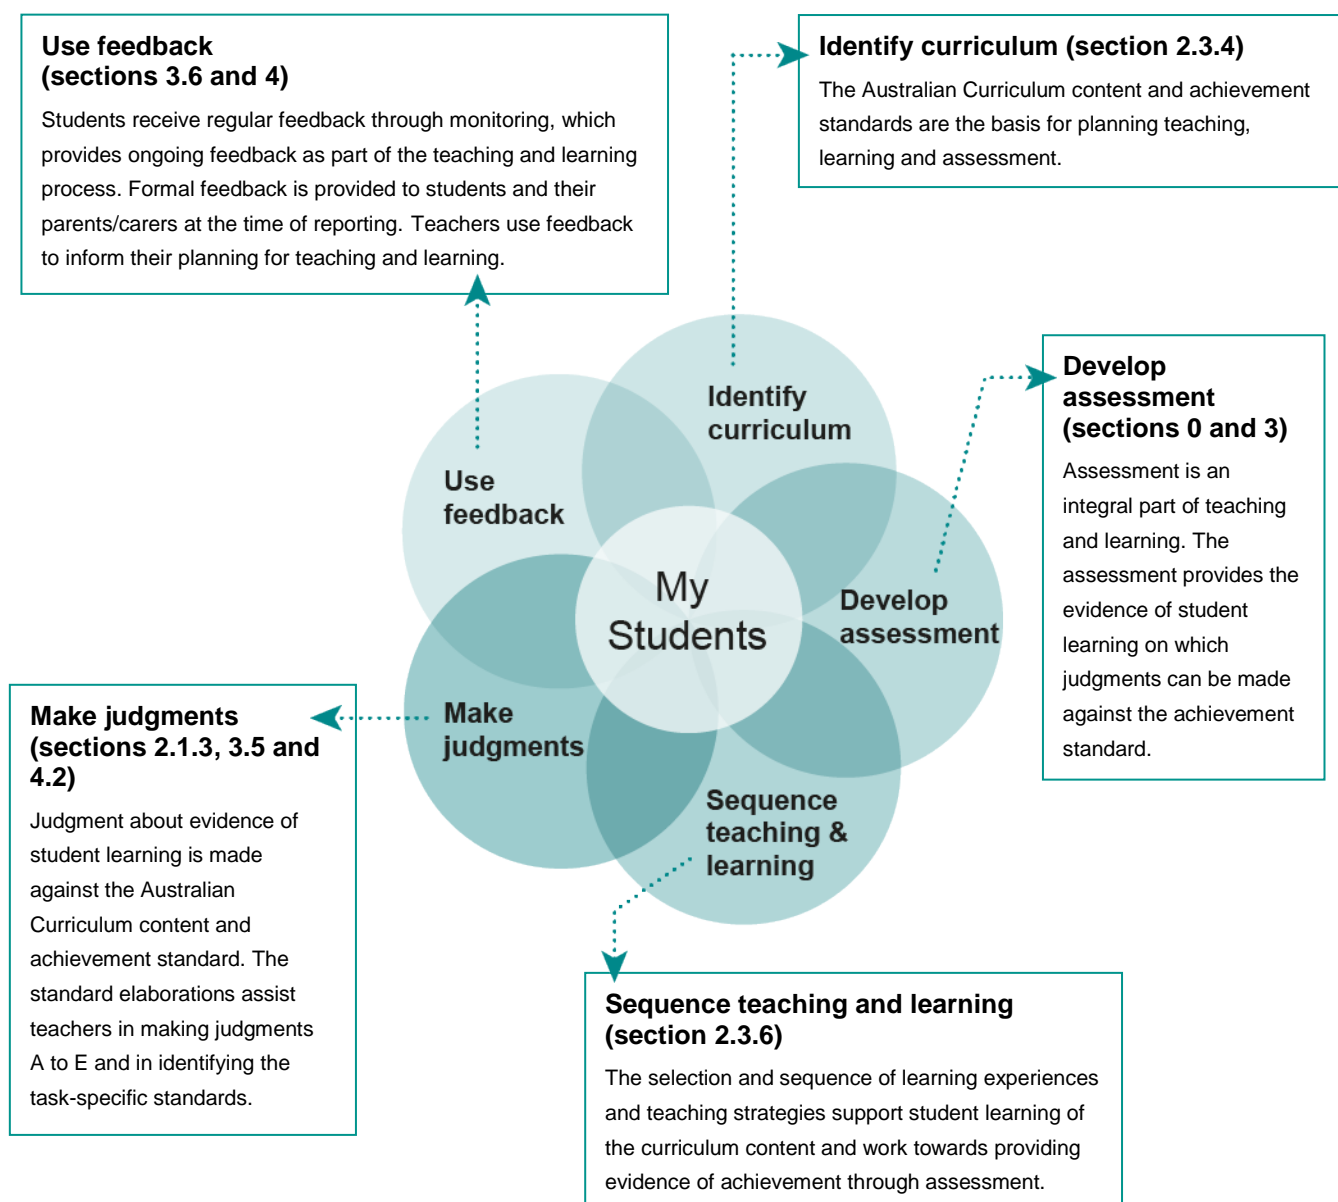 Use feedback
(sections 3.6 and 4)
Students receive regular feedback through monitoring, which
provides ongoing feedback as part of the teaching and learning
process. Formal feedback is provided to students and their
parents/carers at the time of reporting. Teachers use feedback
to inform their planning for teaching and learning.
Identify curriculum (section 2.3.4)
The Australian Curriculum content and achievement
standards are the basis for planning teaching,
learning and assessment.
Develop
assessment
(sections 0 and 3)
Assessment is an
integral part of teaching
and learning. The
assessment provides the
evidence of student
learning on which
judgments can be made
against the achievement
standard.
Identify
curriculum
Use
feedback
My
Students
Develop
assessment
Make
judgments
Sequence
teaching &
learning
Make judgments
(sections 2.1.3, 3.5 and
4.2)
Judgment about evidence of
student learning is made
against the Australian
Curriculum content and
achievement standard. The
standard elaborations assist
teachers in making judgments
A to E and in identifying the
task-specific standards.
Sequence teaching and learning
(section 2.3.6)
The selection and sequence of learning experiences
and teaching strategies support student learning of
the curriculum content and work towards providing
evidence of achievement through assessment.